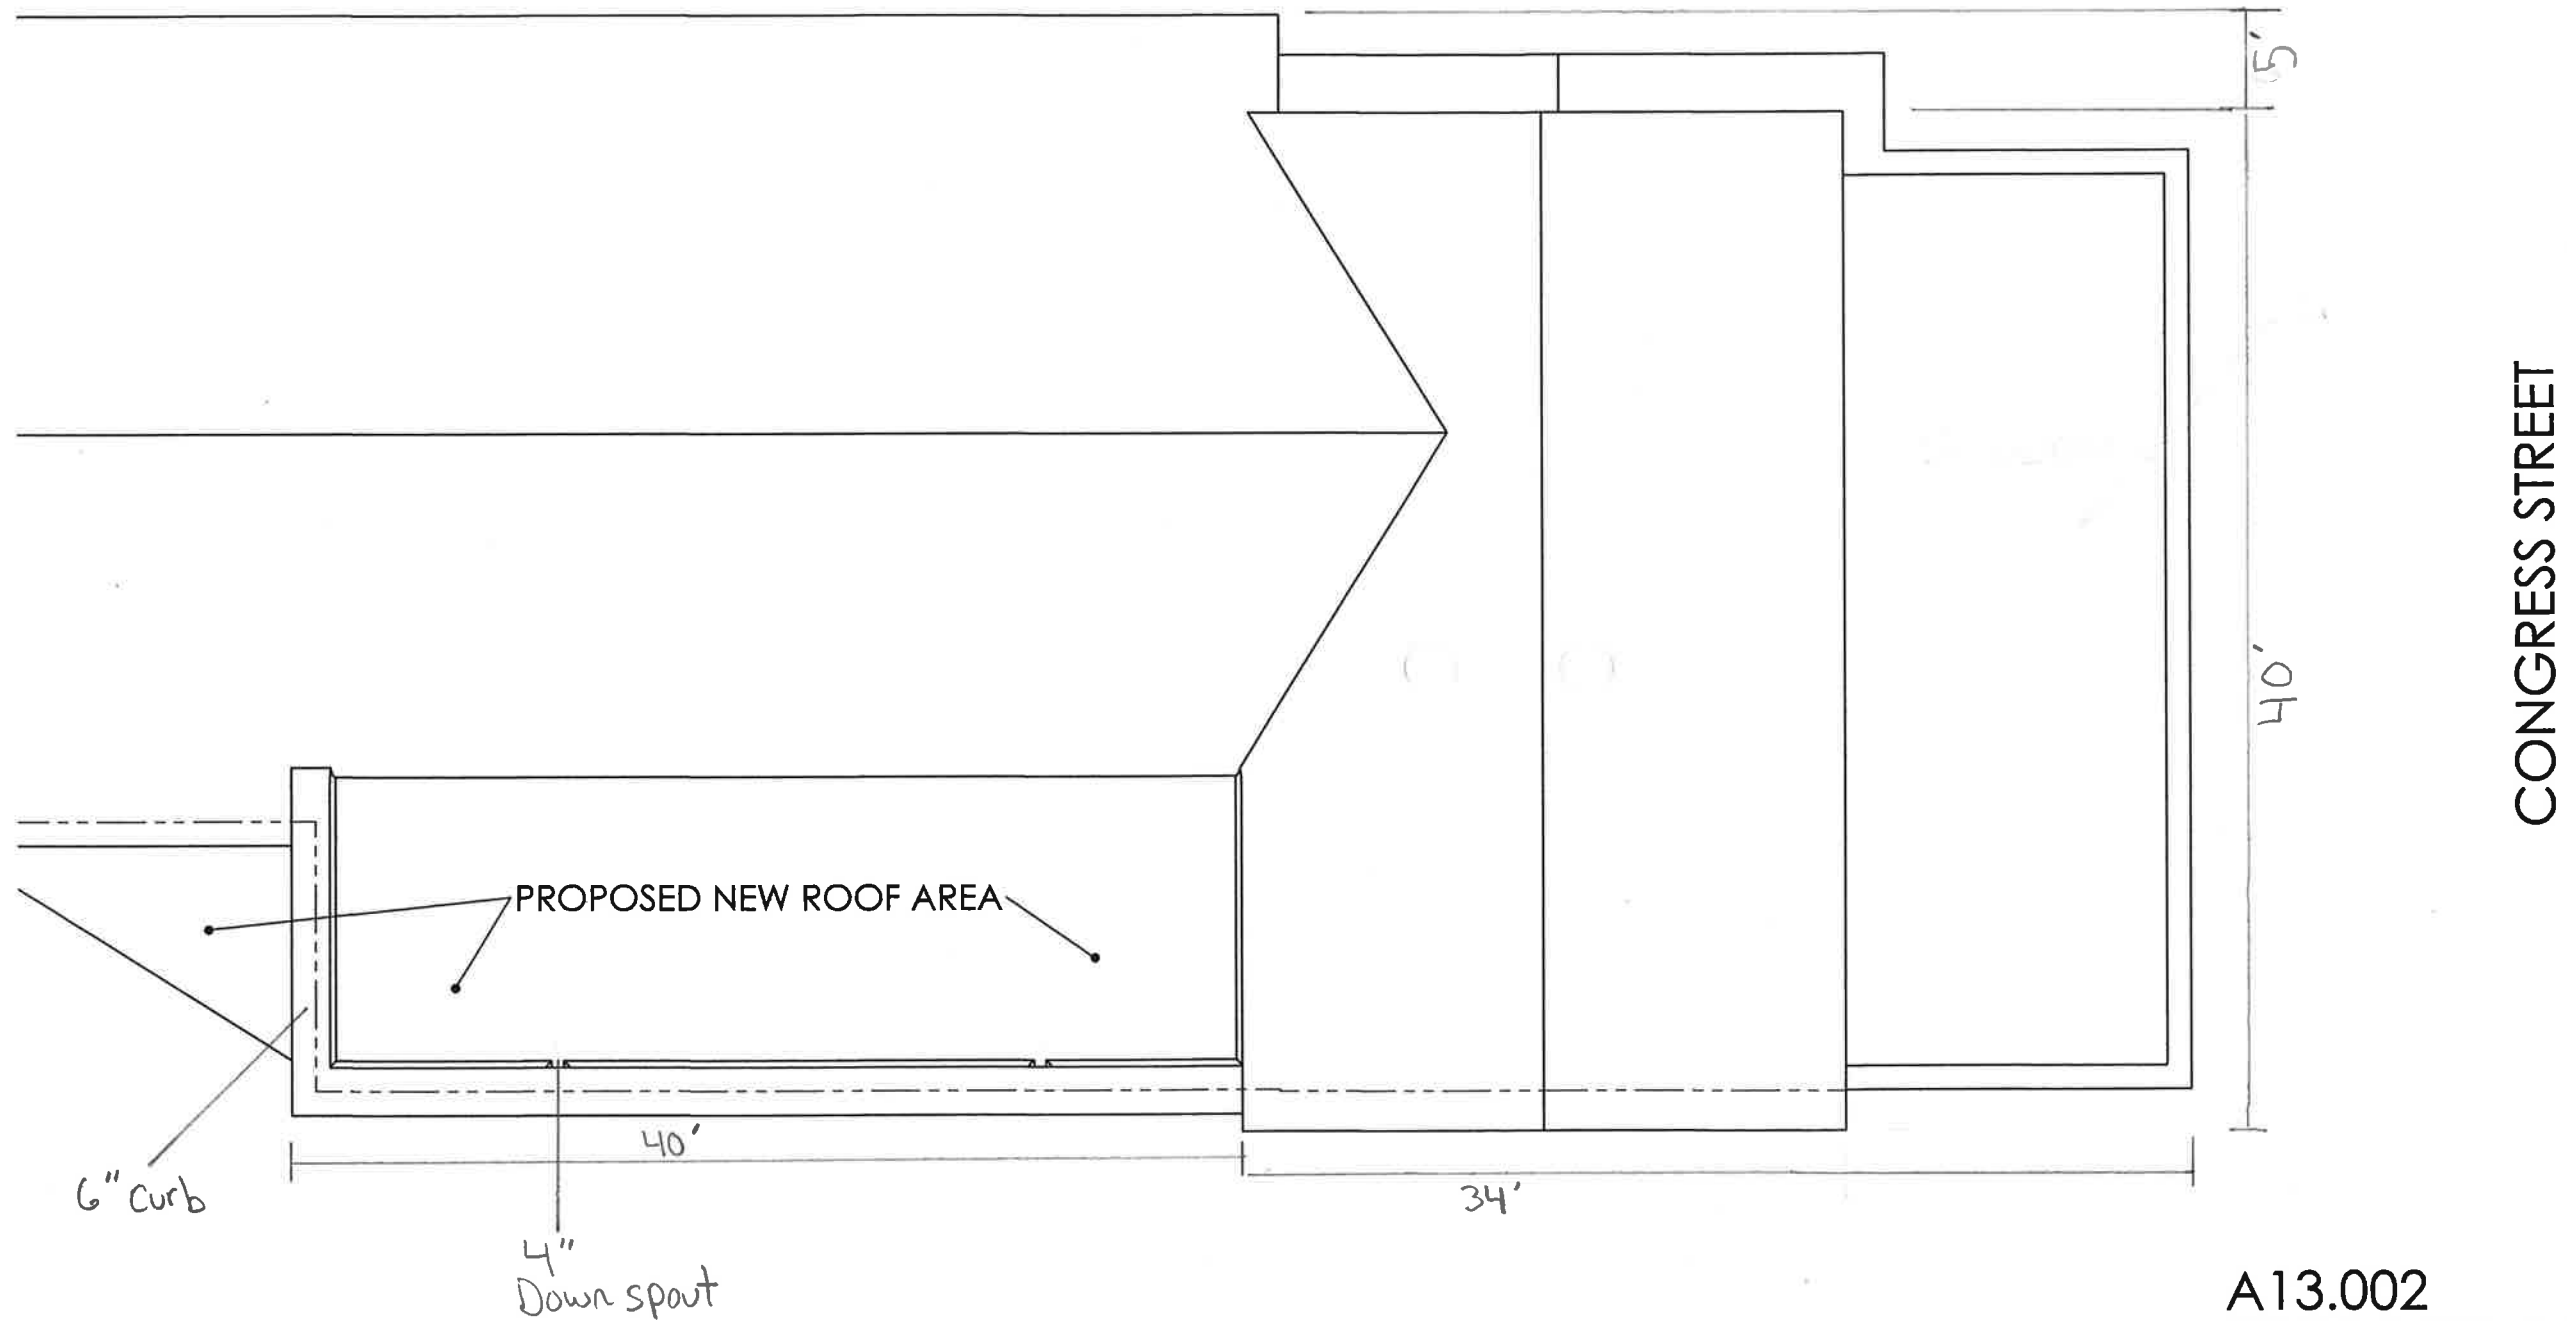 5'
CONGRESS STREET
40'
PROPOSED NEW ROOF AREA
40'
6" curb
34'
4"
Down spout
A13.002